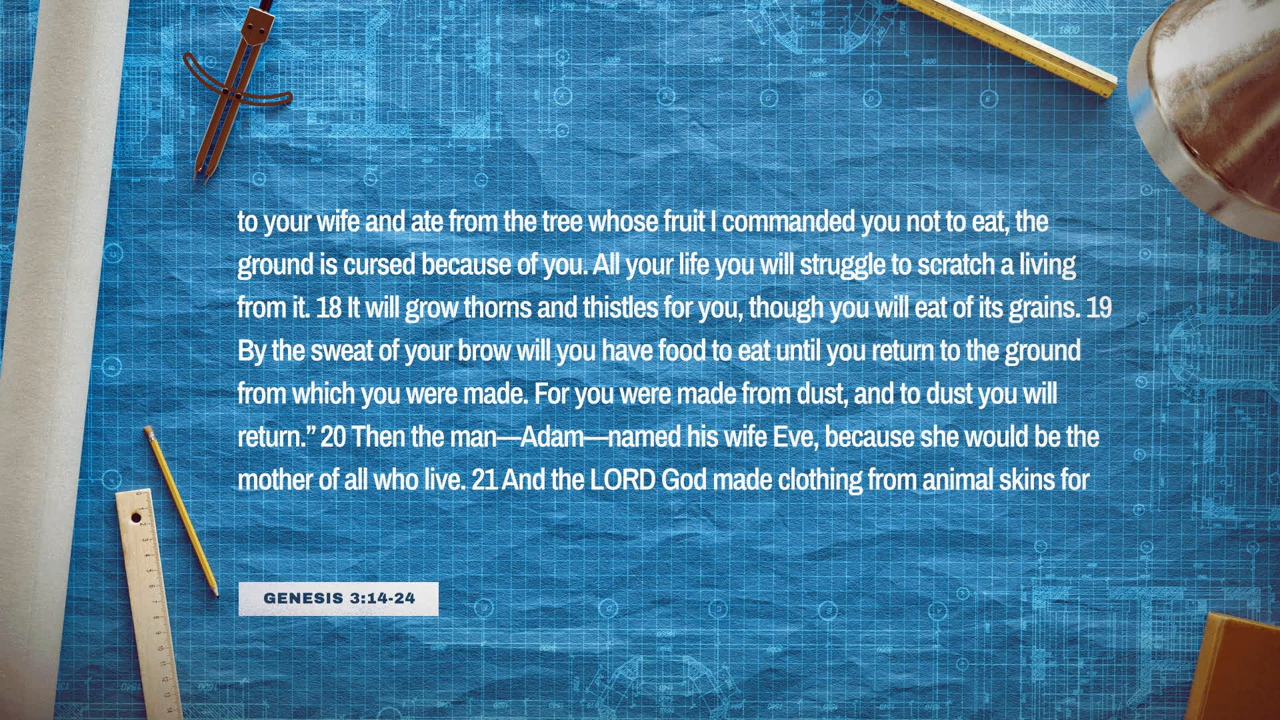 to your wife and ate from the tree whose fruit I commanded you not to eat, the
ground is cursed because of you. All your life you will struggle to scratch a living
from it. 18 It will grow thorns and thistles for you, though you will eat of its grains. 19
By the sweat of your brow will you have food to eat until you return to the ground
from which you were made. For you were made from dust, and to dust you will
return.” 20 Then the man—Adam—named his wife Eve, because she would be the
mother of all who live. 21 And the LORD God made clothing from animal skins for
GENESIS 3:14-24